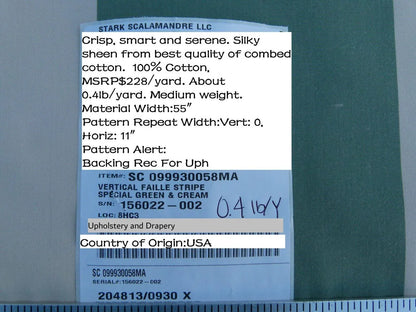 STARK SCALAMANDRE LLC
Crisp, smart and serene. Silky
sheen from best quality of combed
cotton. 100% Cotton,
MSRP$228/yard. About
0.4lb/yard. Medium weight.
Material Width:55"
Pattern Repeat Width:Vert: 0,
Horiz: 11"
Pattern Alert:
Backing Rec For Uph
ITEM#: SC 099930058MA
VERTICAL FAILLE STRIPE
SPECIAL GREEN & CREAM
S/N: 156022-002
0.4 lb/Y
LOC: 8HC3
Upholstery and Drapery
Country of Origin:USA
SC 099930058MA
SERIAL#: 156022-002
204813/0930 X